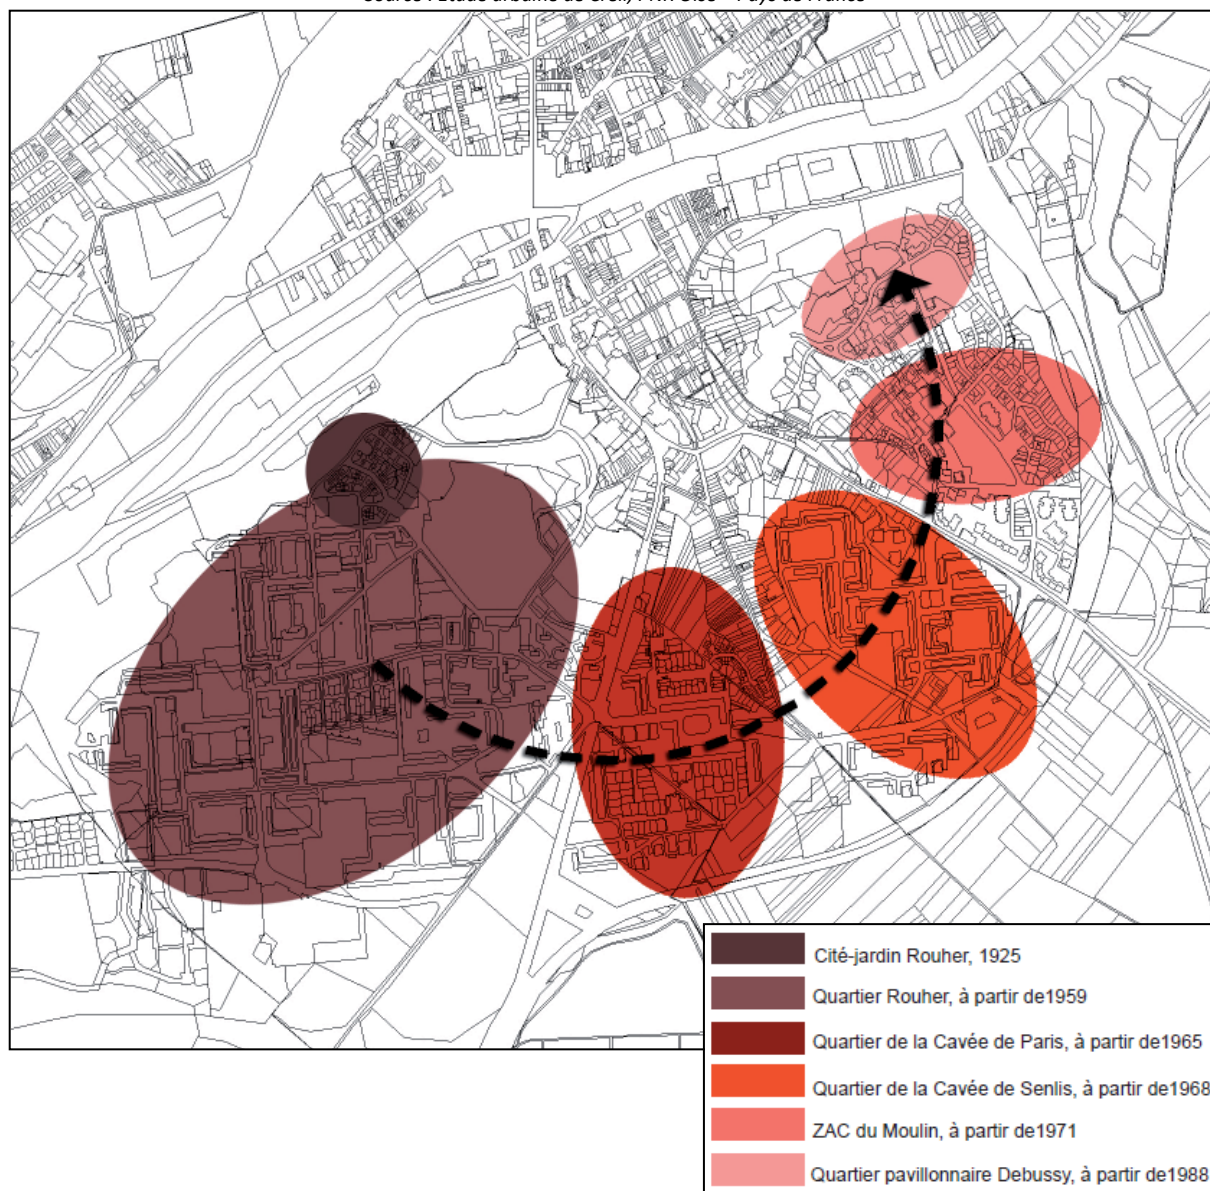 Cité-jardin Rouher, 1925
Quartier Rouher, à partir de1959
Quartier de la Cavée de Paris, à partir de1965
Quartier de la Cavée de Senlis, à partir de1968
ZAC du Moulin, à partir de1971
Quartier pavillonnaire Debussy, à partir de1988